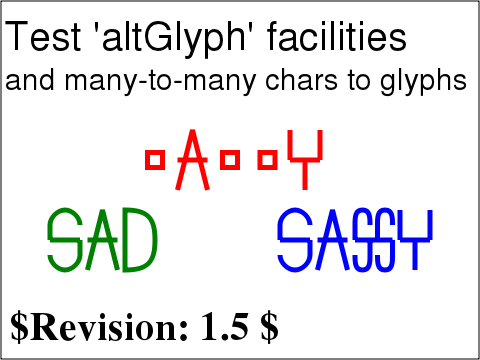 Test 'altGlyph' facilities
and many-to-many chars to glyphs
▫A▫▫Y
SAD SASSY
$Revision: 1.5 $